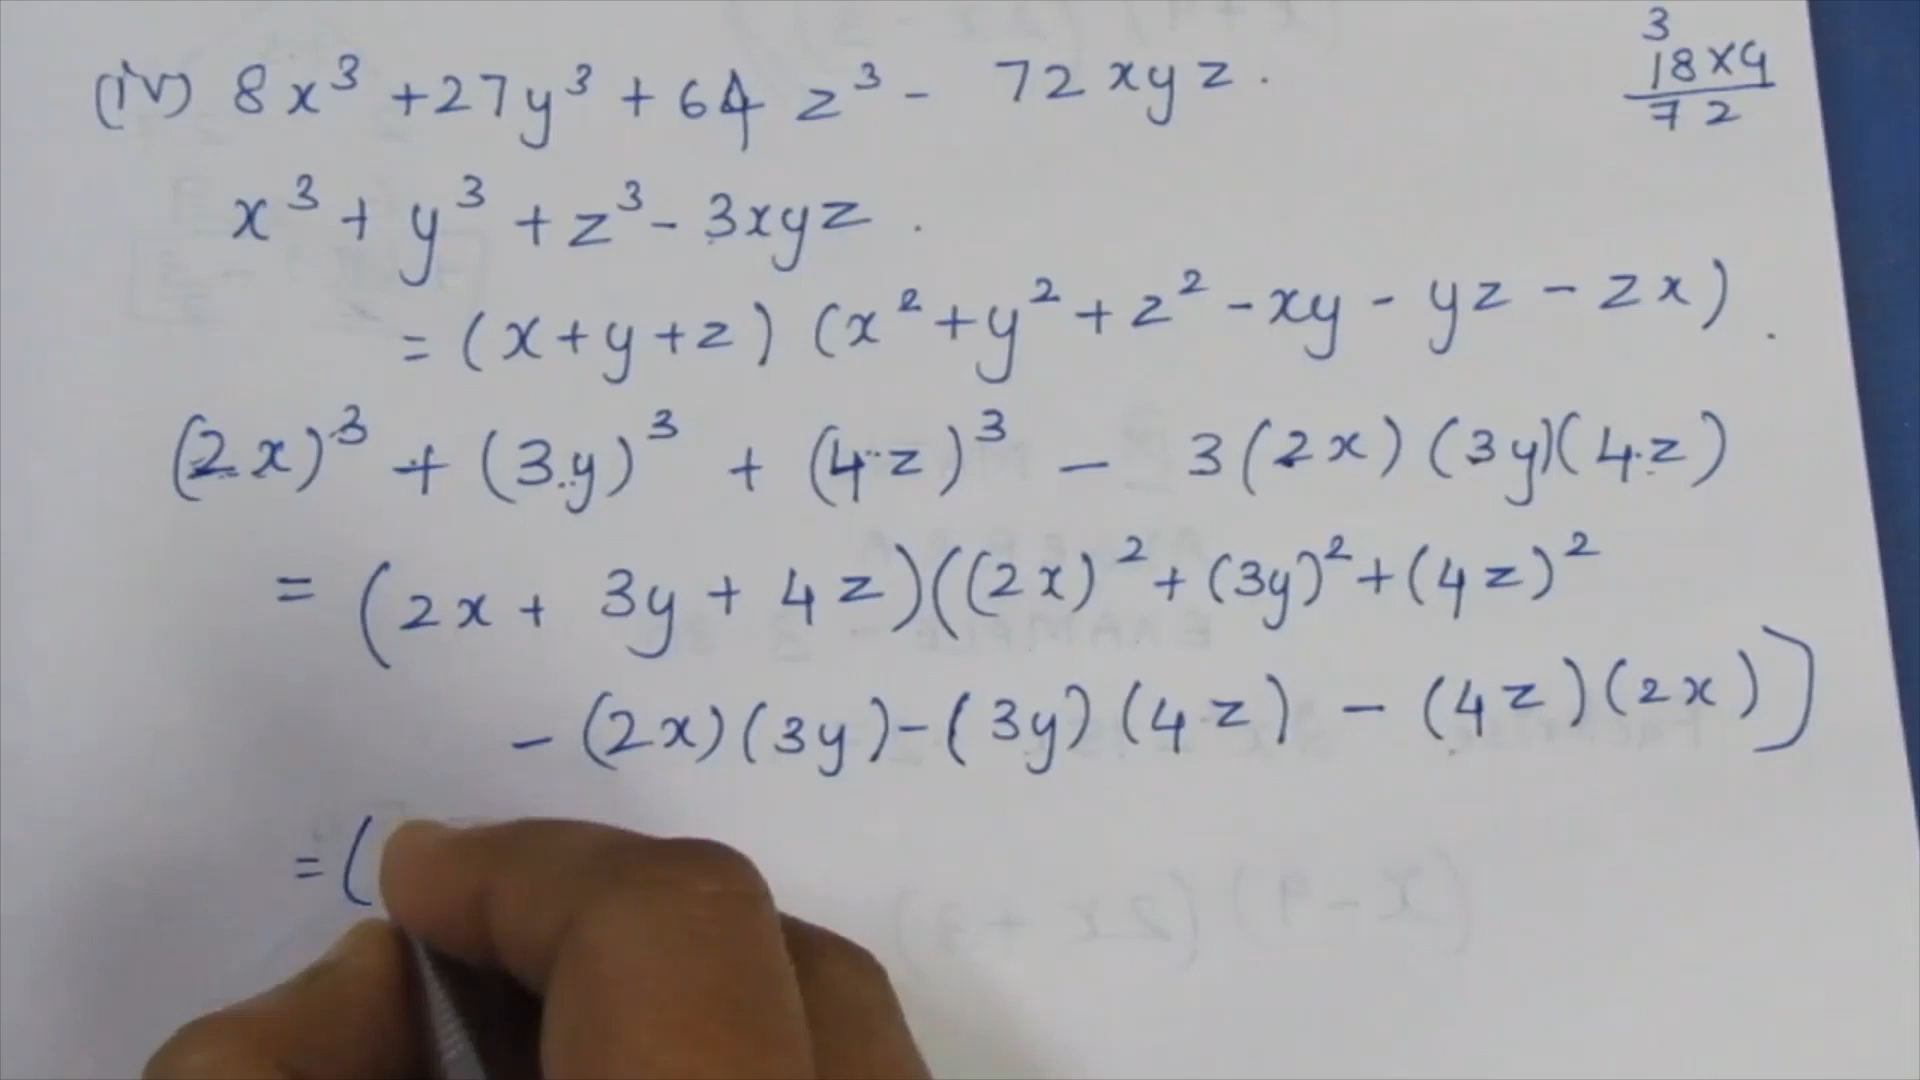 (iv) 8x³ + 27y³ + 64 z³ - 72 xyz.
3
18×4
72
x³ + y³ + z³ - 3xyz.
= (x+y+z) (x²+y²+z²-xy-yz-zx).
(2x)³ + (3y)³ + (4z)³ - 3(2x)(3y)(4z)
= (2x + 3y + 4z)((2x)²+(3y)²+(4z)²
- (2x)(3y)-(3y)(4z) - (4z)(2x))
= (